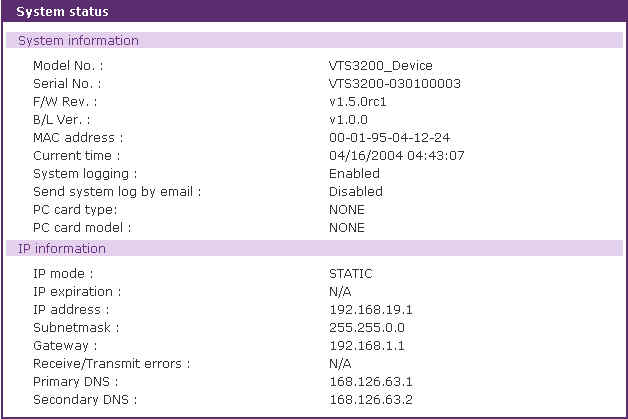 System status
System information
Model No. : VTS3200_Device
Serial No. : VTS3200-030100003
F/W Rev. : v1.5.0rc1
B/L Ver. : v1.0.0
MAC address : 00-01-95-04-12-24
Current time : 04/16/2004 04:43:07
System logging : Enabled
Send system log by email : Disabled
PC card type: NONE
PC card model : NONE
IP information
IP mode : STATIC
IP expiration : N/A
IP address : 192.168.19.1
Subnetmask : 255.255.0.0
Gateway : 192.168.1.1
Receive/Transmit errors : N/A
Primary DNS : 168.126.63.1
Secondary DNS : 168.126.63.2